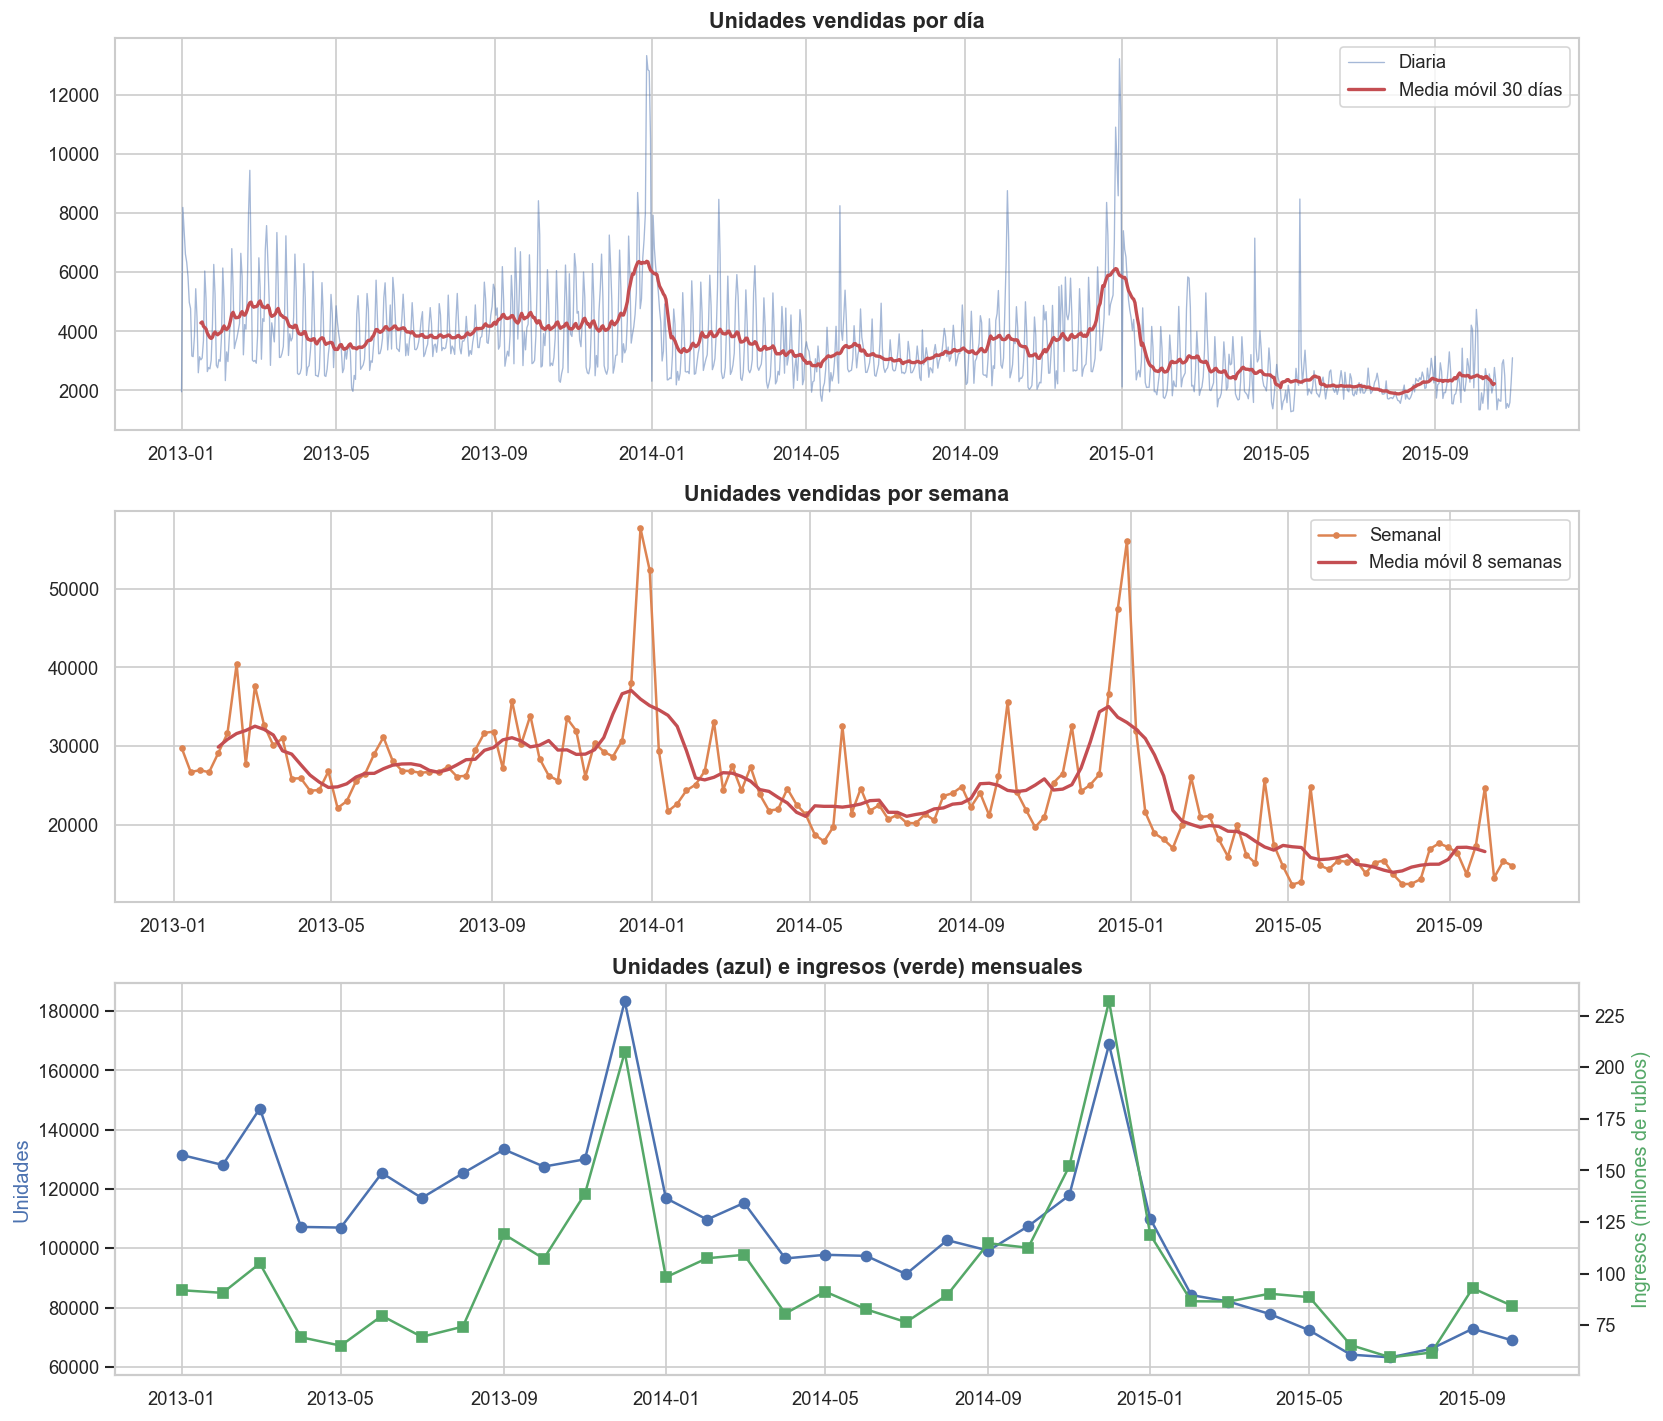 Unidades vendidas por día
Diaria
Media móvil 30 días
12000
10000
8000
6000
4000
2000
2013-01 2013-05 2013-09 2014-01 2014-05 2014-09 2015-01 2015-05 2015-09
Unidades vendidas por semana
Semanal
Media móvil 8 semanas
50000
40000
30000
20000
2013-01 2013-05 2013-09 2014-01 2014-05 2014-09 2015-01 2015-05 2015-09
Unidades (azul) e ingresos (verde) mensuales
Unidades
180000
160000
140000
120000
100000
80000
60000
225
200
175
150
125
100
75
Ingresos (millones de rublos)
2013-01 2013-05 2013-09 2014-01 2014-05 2014-09 2015-01 2015-05 2015-09